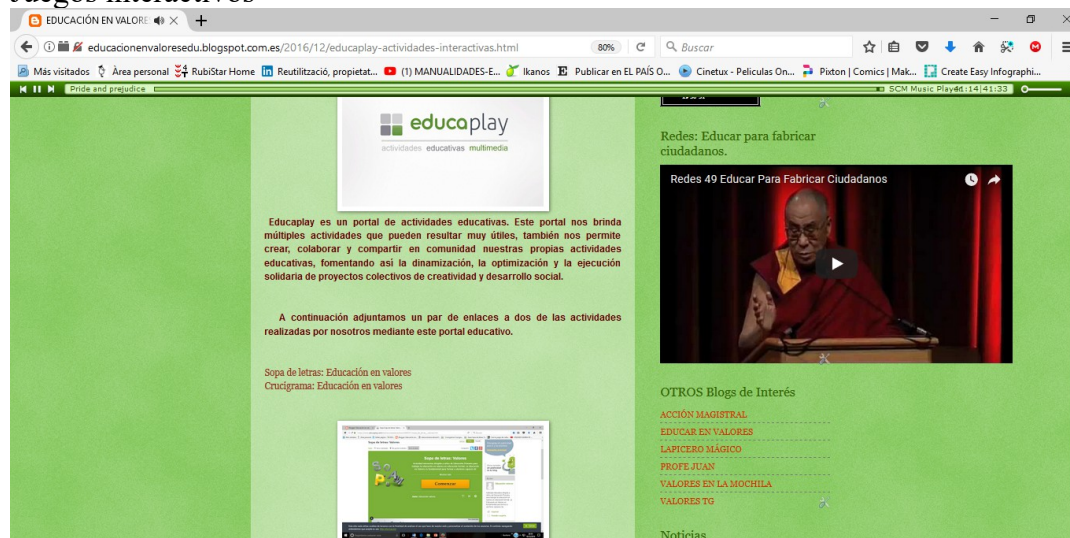 Juegos interactivos
EDUCACIÓN EN VALORE
educacionenvaloresedu.blogspot.com.es/2016/12/educaplay-actividades-interactivas.html
80%
Buscar
Más visitados
Àrea personal
RubiStar Home
Reutilització, propietat...
(1) MANUALIDADES-E...
Ikanos
Publicar en EL PAÍS O...
Cinetux - Peliculas On...
Pixton | Comics | Mak...
Create Easy Infographi...
Pride and prejudice
SCM Music Player
educaplay
actividades educativas multimedia
Educaplay es un portal de actividades educativas. Este portal nos brinda
múltiples actividades que pueden resultar muy útiles, también nos permite
crear, colaborar y compartir en comunidad nuestras propias actividades
educativas, fomentando así la dinamización, la optimización y la ejecución
solidaria de proyectos colectivos de creatividad y desarrollo social.
A continuación adjuntamos un par de enlaces a dos de las actividades
realizadas por nosotros mediante este portal educativo.
Sopa de letras: Educación en valores
Crucigrama: Educación en valores
Sopa de letras: Valores
Comenzar
Redes: Educar para fabricar
ciudadanos.
Redes 49 Educar Para Fabricar Ciudadanos
OTROS Blogs de Interés
ACCIÓN MAGISTRAL
EDUCAR EN VALORES
LAPICERO MÁGICO
PROFE JUAN
VALORES EN LA MOCHILA
VALORES TG
Noticias